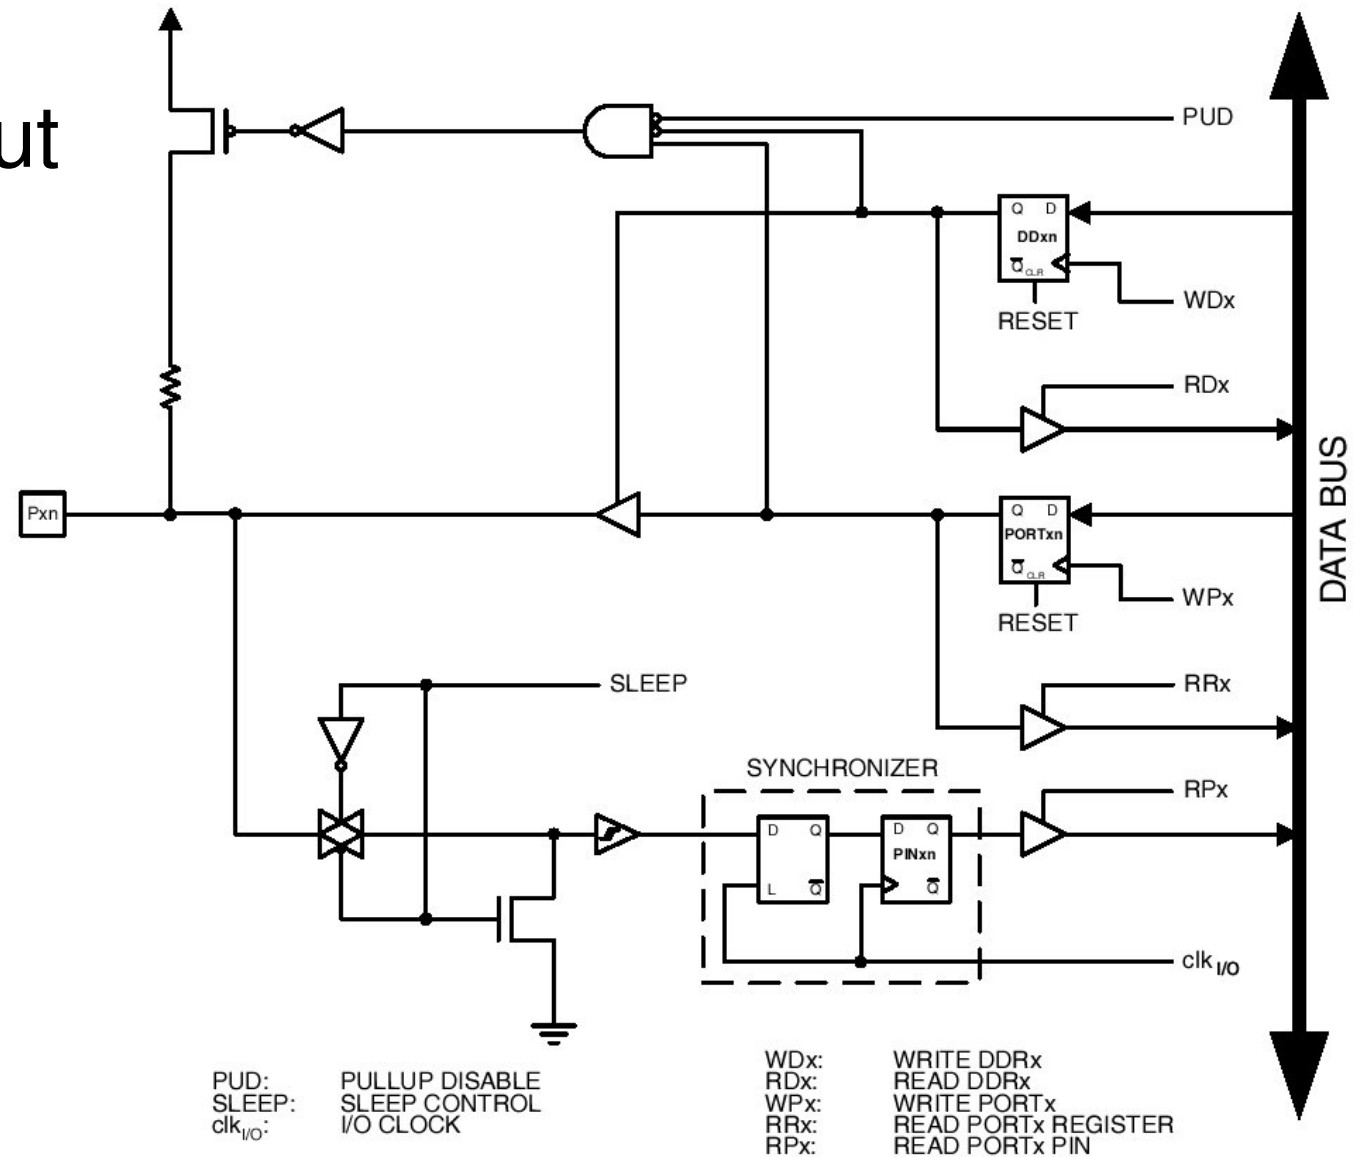 ut
PUD
Q D
DDxn
Q CLR
WDx
RESET
RDx
Pxn
Q D
PORTxn
Q CLR
WPx
RESET
DATA BUS
SLEEP
RRx
SYNCHRONIZER
RPx
D Q
D Q
PINxn
L Q
Q
clk I/O
PUD: PULLUP DISABLE
SLEEP: SLEEP CONTROL
clk I/O: I/O CLOCK
WDx: WRITE DDRx
RDx: READ DDRx
WPx: WRITE PORTx
RRx: READ PORTx REGISTER
RPx: READ PORTx PIN